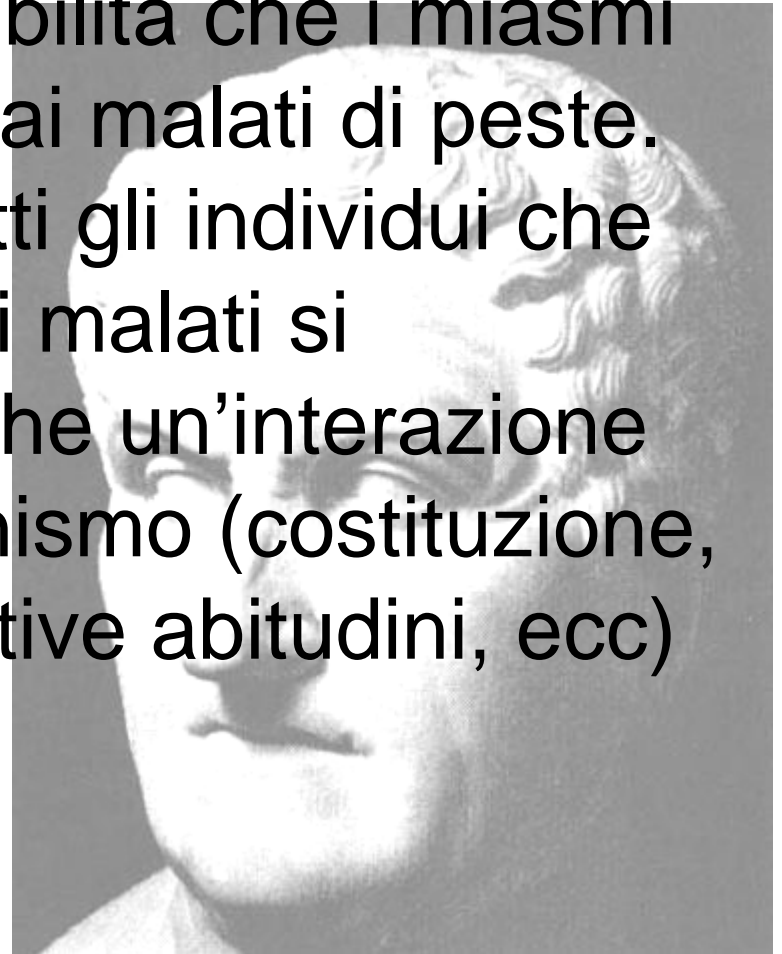 bilità che i miasmi
ai malati di peste.
tti gli individui che
i malati si
he un’interazione
nismo (costituzione,
tive abitudini, ecc)